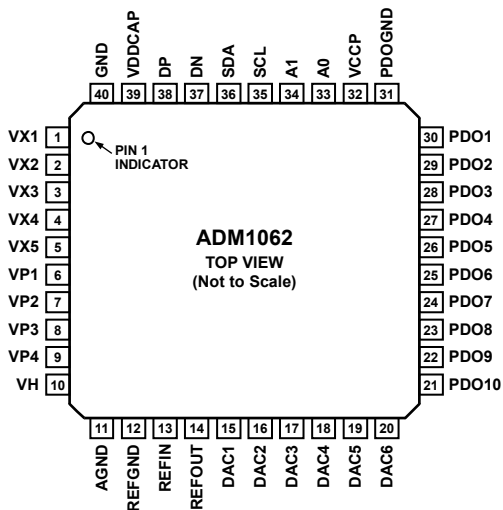 GND
VDDCAP
DP
DN
SDA
SCL
A1
A0
VCCP
PDOGND
40
39
38
37
36
35
34
33
32
31
VX1 1
VX2 2
VX3 3
VX4 4
VX5 5
VP1 6
VP2 7
VP3 8
VP4 9
VH 10
PIN 1
INDICATOR
ADM1062
TOP VIEW
(Not to Scale)
30 PDO1
29 PDO2
28 PDO3
27 PDO4
26 PDO5
25 PDO6
24 PDO7
23 PDO8
22 PDO9
21 PDO10
11
12
13
14
15
16
17
18
19
20
AGND
REFGND
REFIN
REFOUT
DAC1
DAC2
DAC3
DAC4
DAC5
DAC6